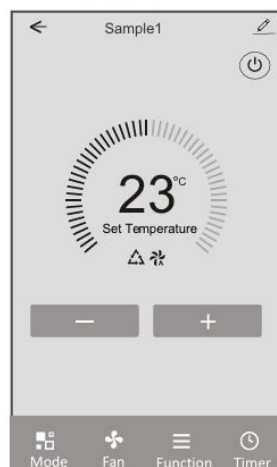 Sample1
23°C
Set Temperature
A
Mode Fan Function Timer